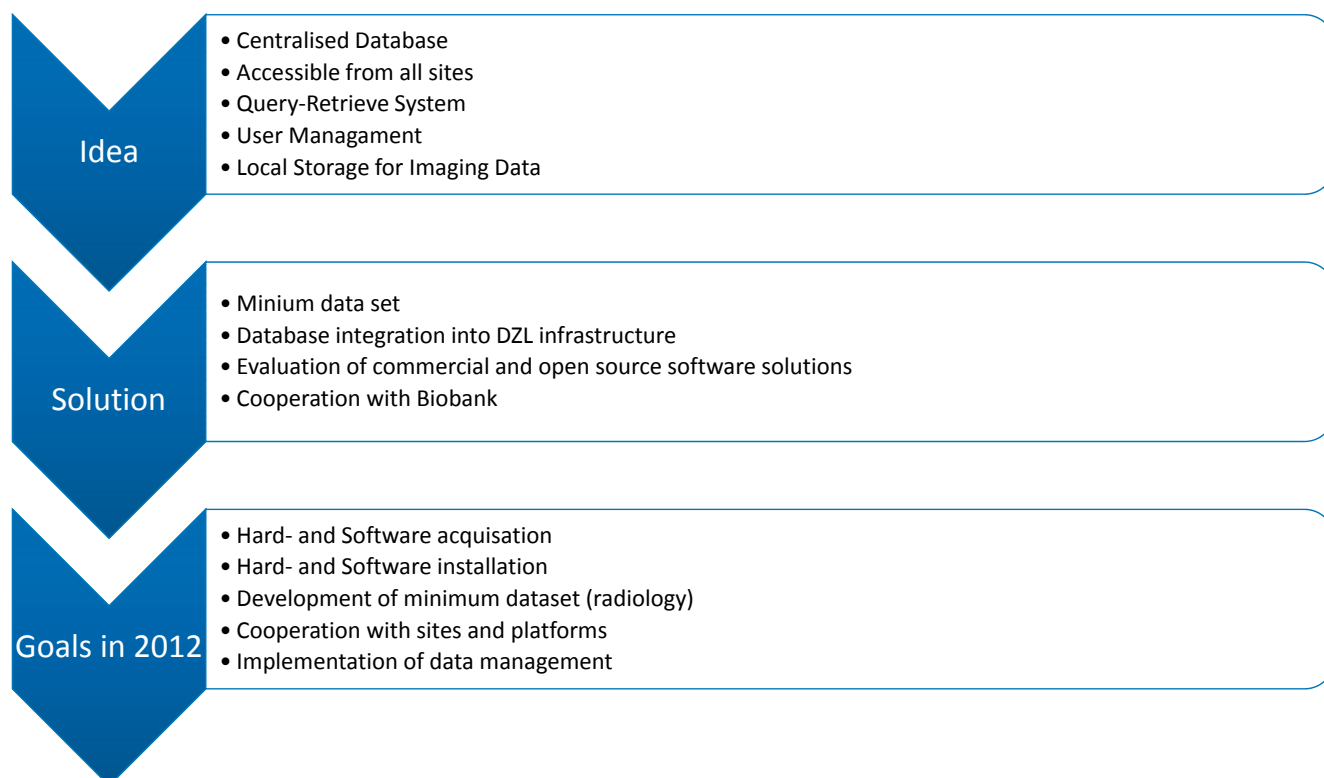 Idea
• Centralised Database
• Accessible from all sites
• Query-Retrieve System
• User Managament
• Local Storage for Imaging Data
Solution
• Minium data set
• Database integration into DZL infrastructure
• Evaluation of commercial and open source software solutions
• Cooperation with Biobank
Goals in 2012
• Hard- and Software acquisation
• Hard- and Software installation
• Development of minimum dataset (radiology)
• Cooperation with sites and platforms
• Implementation of data management